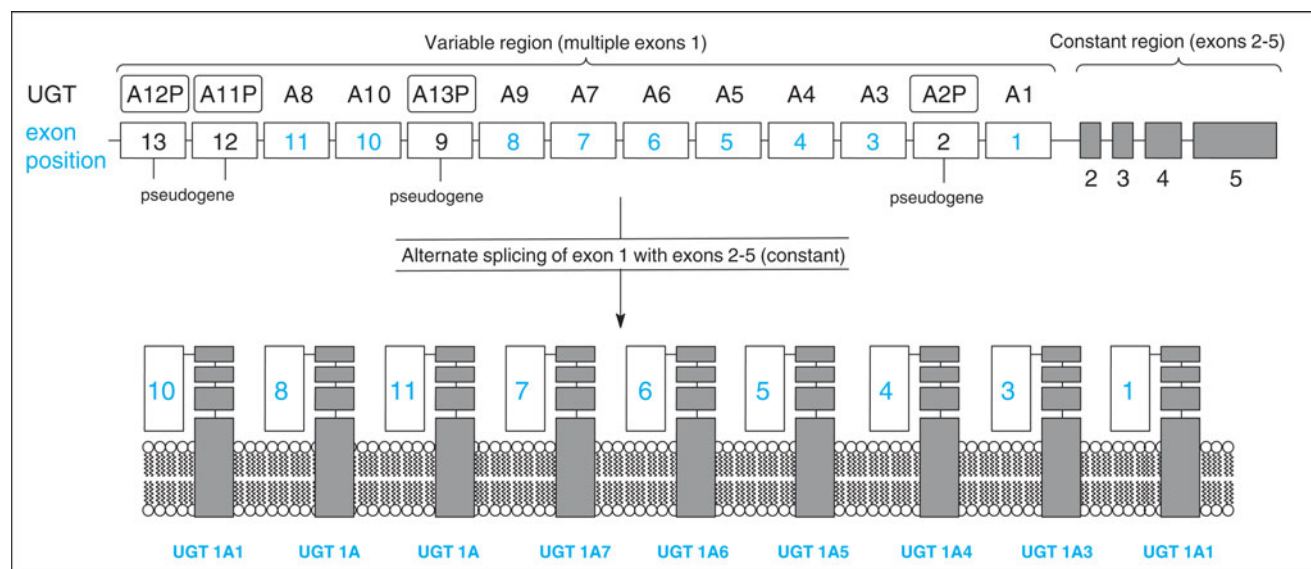 Variable region (multiple exons 1)
Constant region (exons 2-5)
UGT A12P A11P A8 A10 A13P A9 A7 A6 A5 A4 A3 A2P A1
exon position 13 12 11 10 9 8 7 6 5 4 3 2 1
2 3 4 5
pseudogene pseudogene pseudogene
Alternate splicing of exon 1 with exons 2-5 (constant)
10 8 11 7 6 5 4 3 1
UGT 1A1 UGT 1A UGT 1A UGT 1A7 UGT 1A6 UGT 1A5 UGT 1A4 UGT 1A3 UGT 1A1